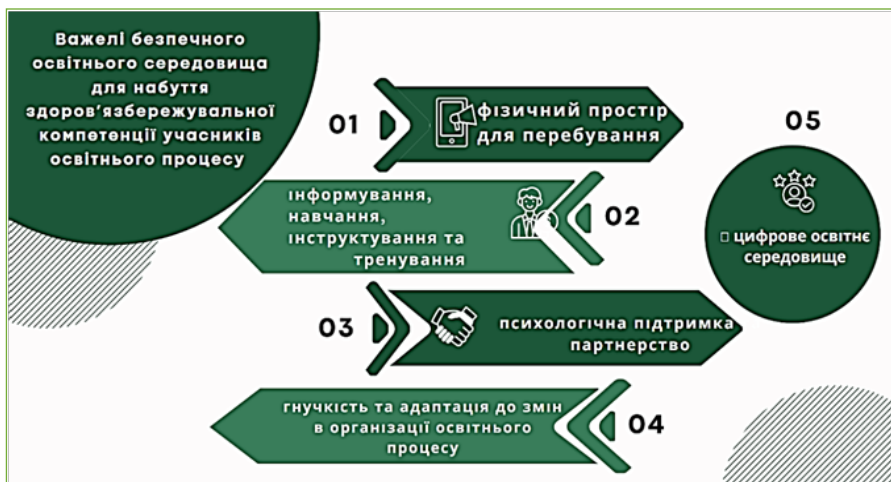 Важелі безпечного
освітнього середовища
для набуття
здоров’язбережувальної
компетенції учасників
освітнього процесу
01
фізичний простір
для перебування
інформування,
навчання,
інструктування та
тренування
02
03
психологічна підтримка
партнерство
гнучкість та адаптація до змін
в організації освітнього
процесу
04
05
цифрове освітнє
середовище